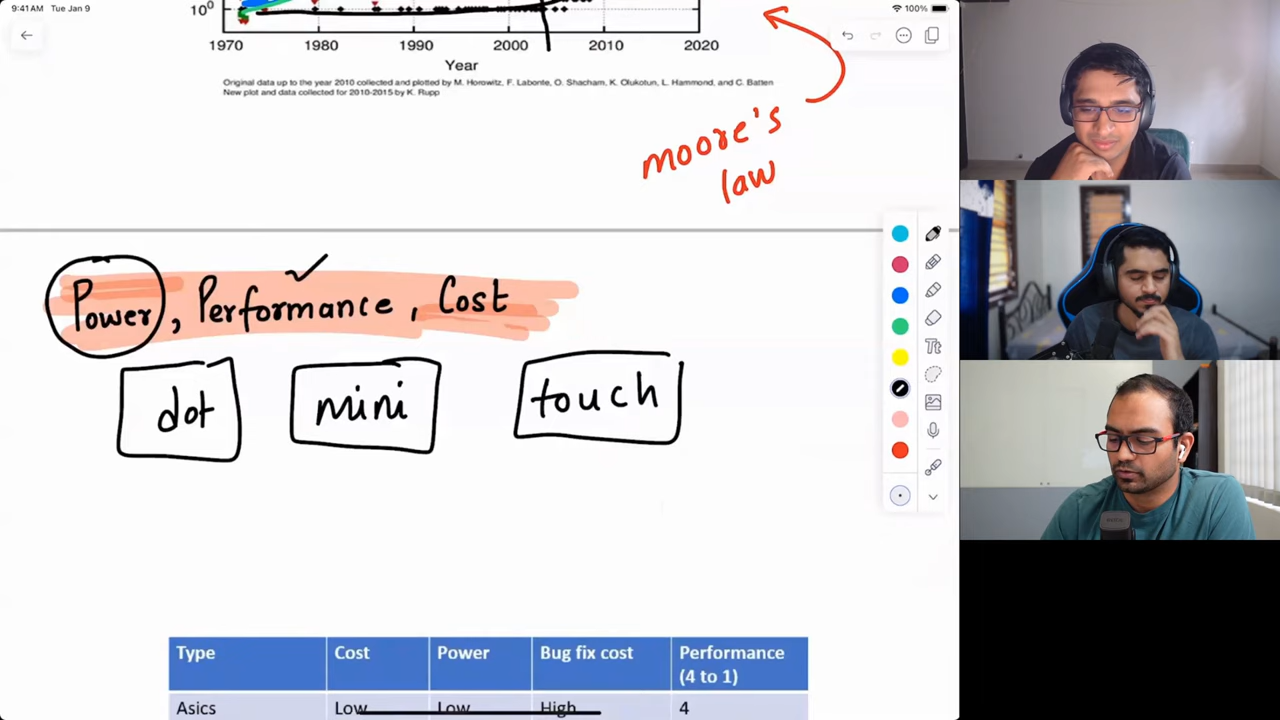 9:41 AM Tue Jan 9
100%
10⁰
1970 1980 1990 2000 2010 2020
Year
Original data up to the year 2010 collected and plotted by M. Horowitz, F. Labonte, O. Shacham, K. Olukotun, L. Hammond, and C. Batten
New plot and data collected for 2010-2015 by K. Rupp
moore's
law
Power, Performance, Cost
dot mini touch
Tt
Type Cost Power Bug fix cost Performance
(4 to 1)
Asics Low Low High 4